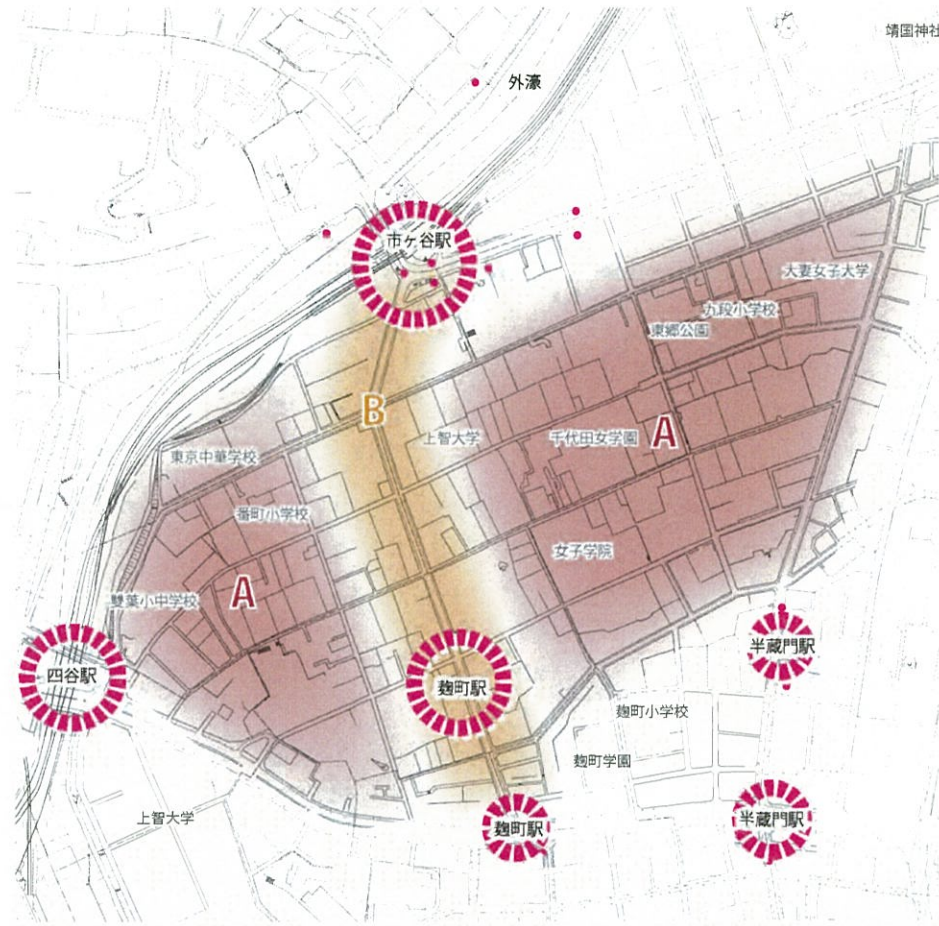 靖国神社
外濠
市ヶ谷駅
大妻女子大学
九段小学校
東郷公園
B
上智大学
千代田女学園
A
東京中華学校
番町小学校
女子学院
A
雙葉小中学校
半蔵門駅
四谷駅
麹町駅
麹町小学校
麹町学園
上智大学
麹町駅
半蔵門駅